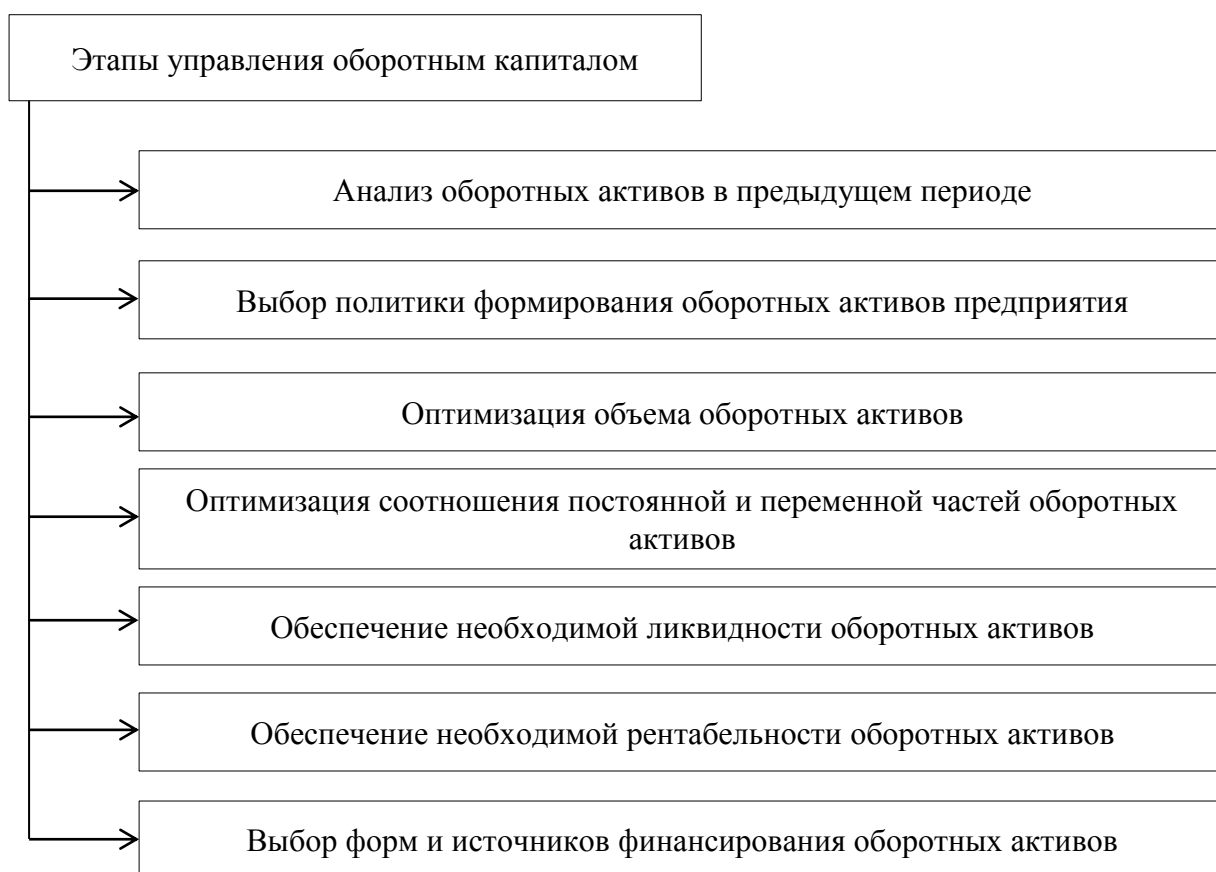 Этапы управления оборотным капиталом
Анализ оборотных активов в предыдущем периоде
Выбор политики формирования оборотных активов предприятия
Оптимизация объема оборотных активов
Оптимизация соотношения постоянной и переменной частей оборотных
активов
Обеспечение необходимой ликвидности оборотных активов
Обеспечение необходимой рентабельности оборотных активов
Выбор форм и источников финансирования оборотных активов